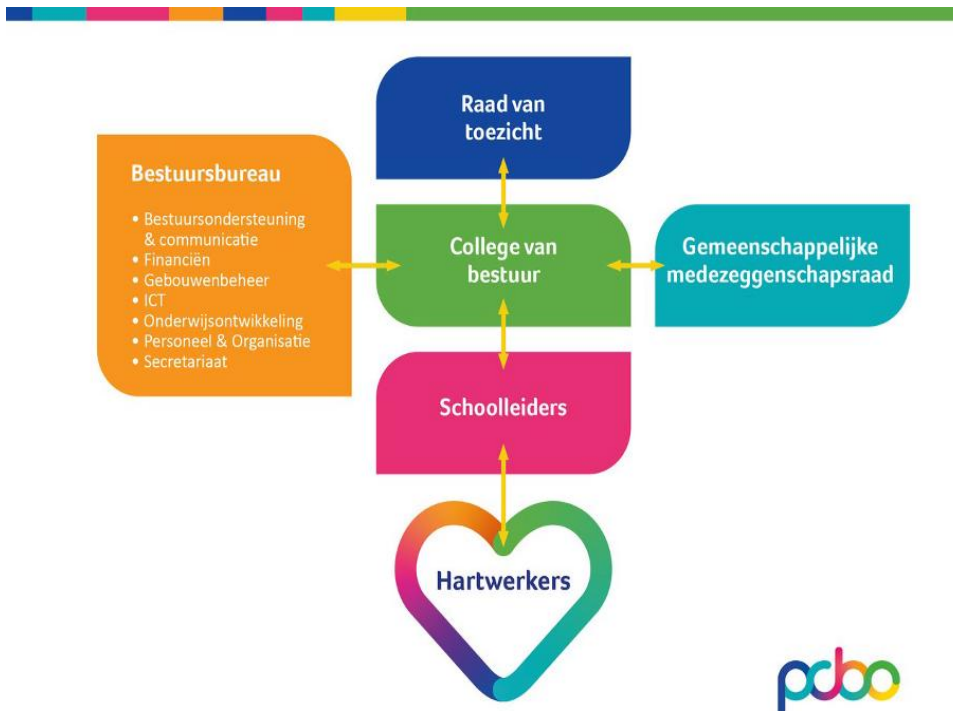 Raad van
toezicht
Bestuursbureau
• Bestuursondersteuning
& communicatie
• Financiën
• Gebouwenbeheer
• ICT
• Onderwijsontwikkeling
• Personeel & Organisatie
• Secretariaat
College van
bestuur
Gemeenschappelijke
medezeggenschapsraad
Schoolleiders
Hartwerkers
pcbo